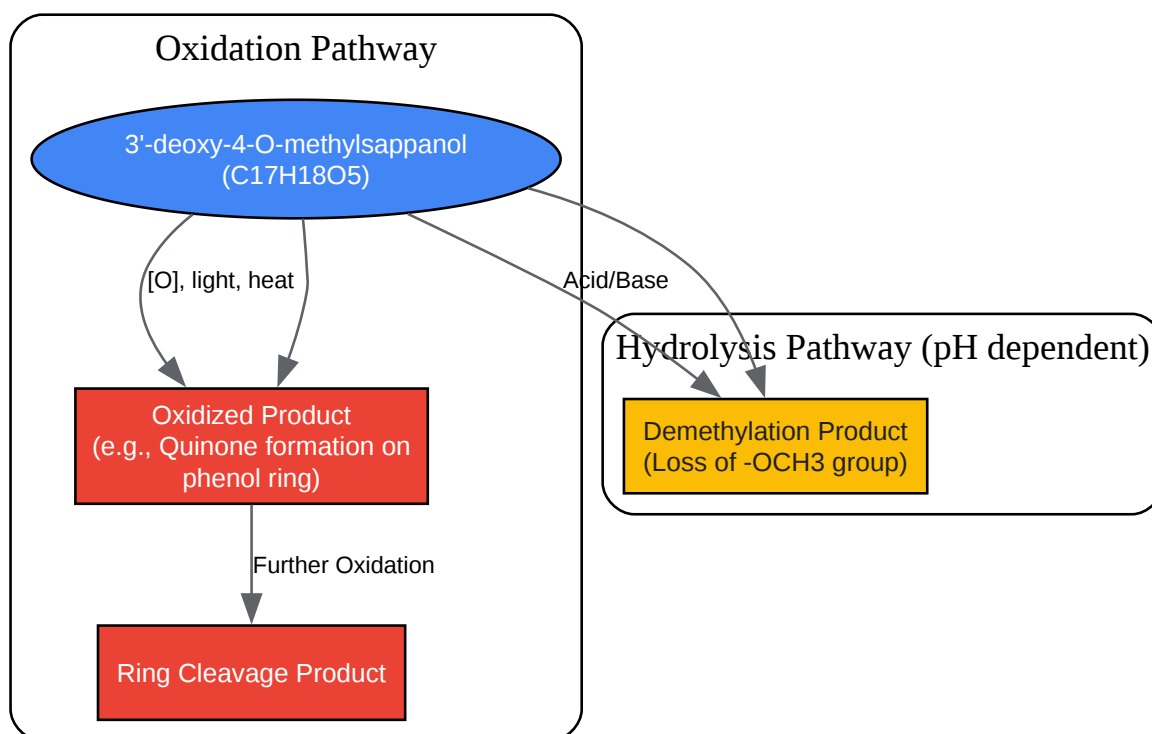 Oxidation Pathway
3'-deoxy-4-O-methylsappanol
(C17H18O5)
[O], light, heat
Acid/Base
Hydrolysis Pathway (pH dependent)
Oxidized Product
(e.g., Quinone formation on
phenol ring)
Demethylation Product
(Loss of -OCH3 group)
Further Oxidation
Ring Cleavage Product